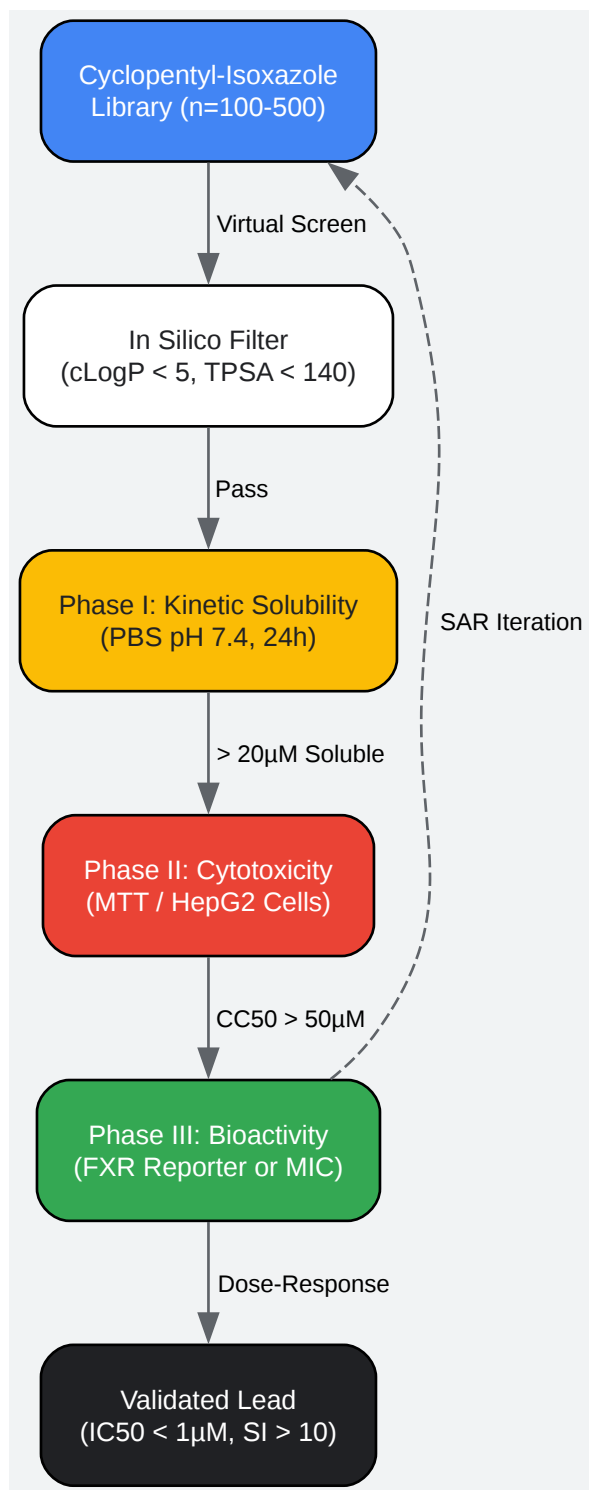 Cyclopentyl-Isoxazole
Library (n=100-500)
Virtual Screen
In Silico Filter
(cLogP < 5, TPSA < 140)
Pass
Phase I: Kinetic Solubility
(PBS pH 7.4, 24h)
SAR Iteration
> 20µM Soluble
Phase II: Cytotoxicity
(MTT / HepG2 Cells)
CC50 > 50µM
Phase III: Bioactivity
(FXR Reporter or MIC)
Dose-Response
Validated Lead
(IC50 < 1µM, SI > 10)